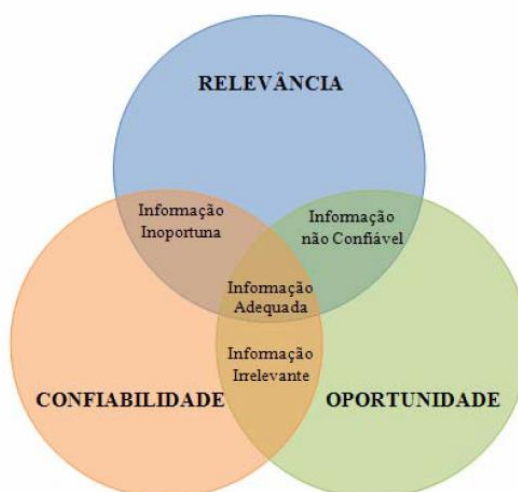 RELEVÂNCIA
Informação
Inoportuna
Informação
não Confiável
Informação
Adequada
Informação
Irrelevante
CONFIABILIDADE
OPORTUNIDADE